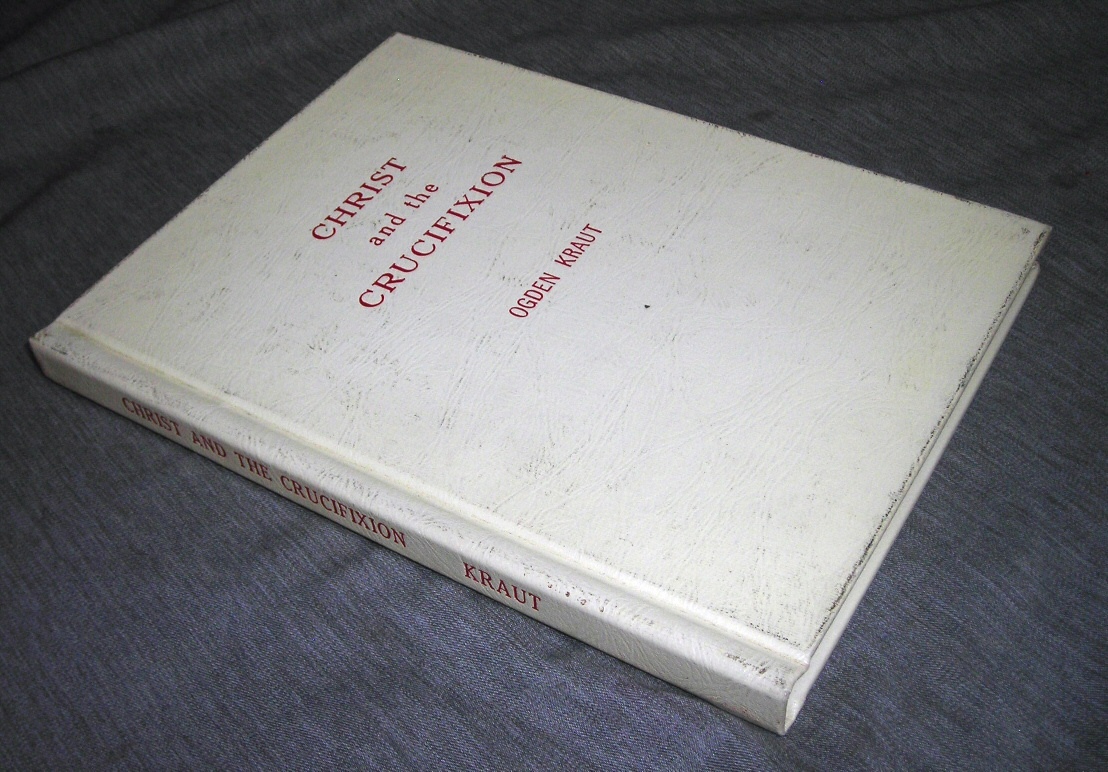 CHRIST
and the
CRUCIFIXION
OGDEN KRAUT
CHRIST AND THE CRUCIFIXION KRAUT